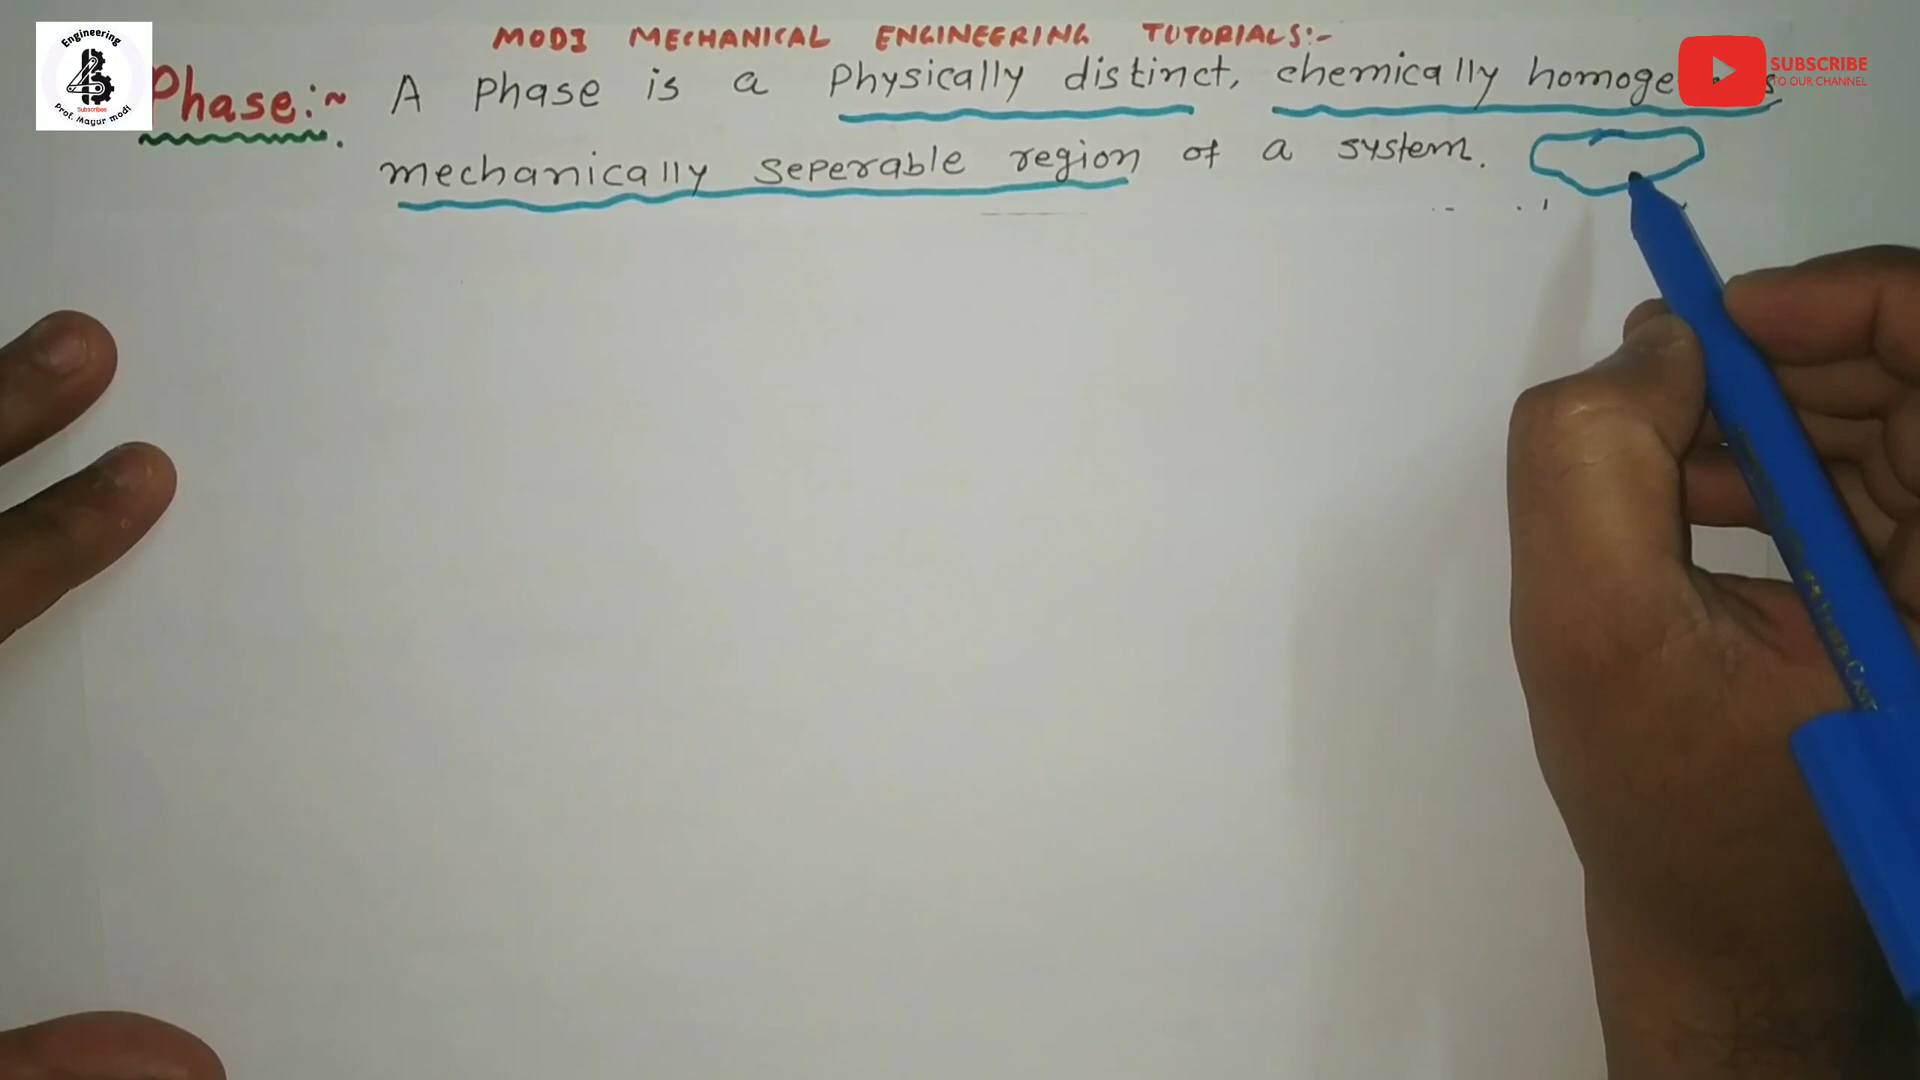 MODI MECHANICAL ENGINEERING TUTORIALS:-
Engineering
Subscribes
Prof. Mayur modi
SUBSCRIBE
TO OUR CHANNEL
Phase:~ A phase is a physically distinct, chemically
mechanically seperable region of a system.